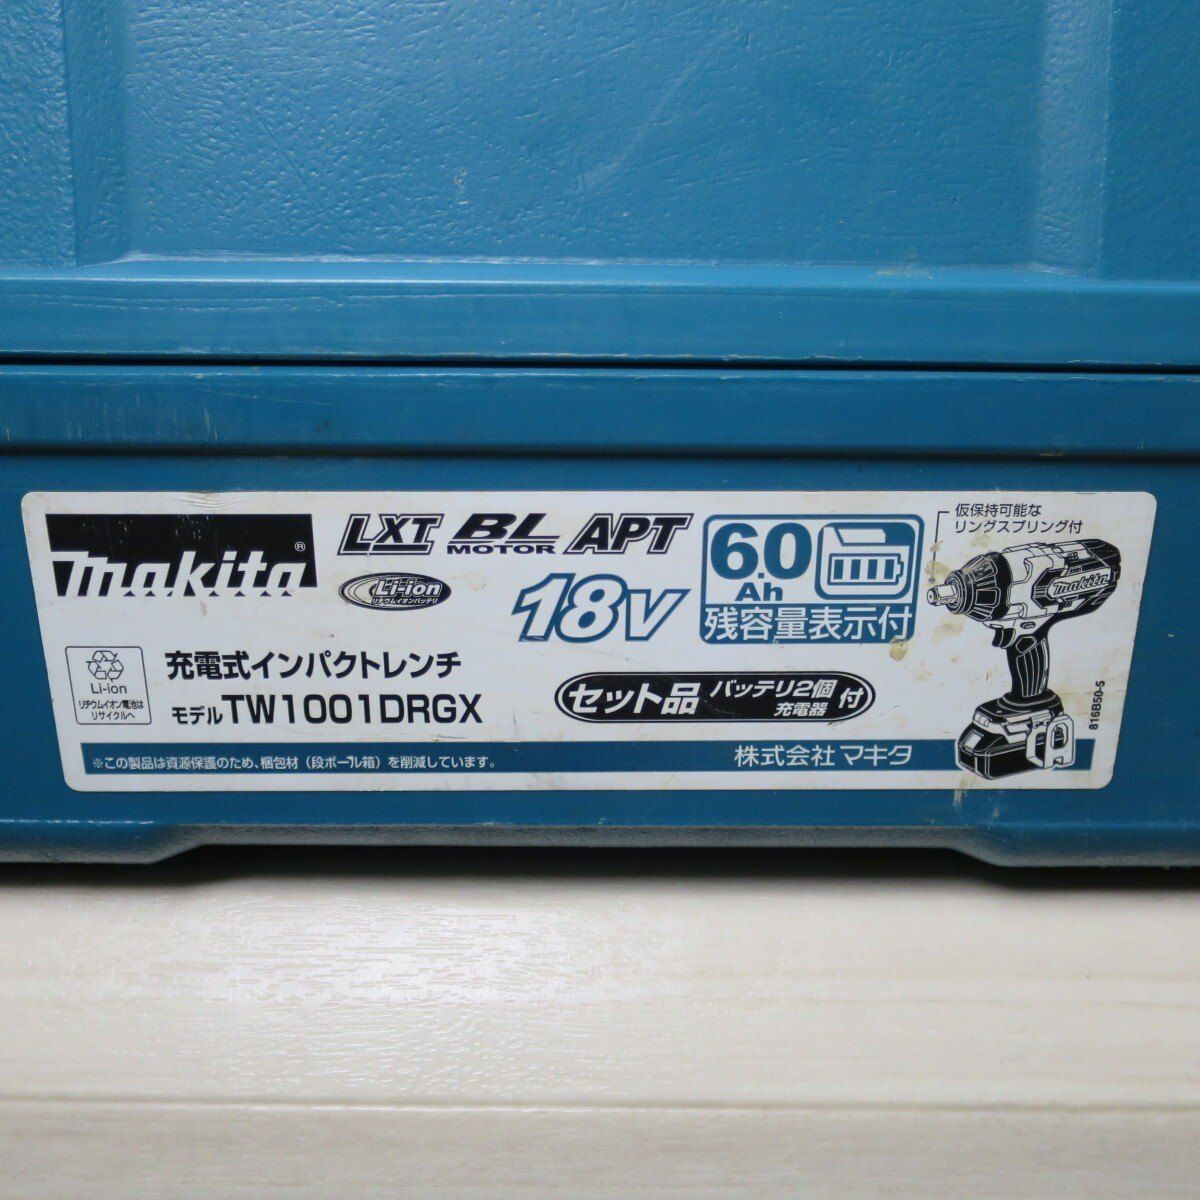 makita®
LXT BL MOTOR APT
Li-ion
リチウムイオンバッテリ
18V
6.0 Ah
残容量表示付
仮保持可能な
リングスプリング付
makita
Li-ion
リチウムイオン電池は
リサイクルへ
充電式インパクトレンチ
モデル TW1001DRGX
セット品 バッテリ2個 充電器 付
816B50-5
※この製品は資源保護のため、梱包材（段ボール箱）を削減しています。
株式会社 マキタ